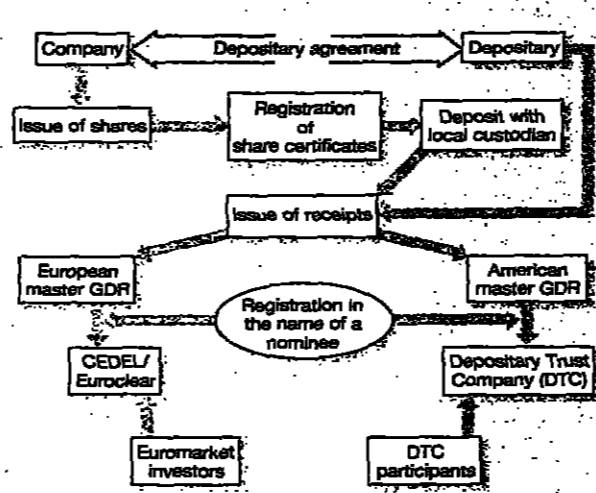 Company
Depositary agreement
Depositary
Issue of shares
Registration
of
share certificates
Deposit with
local custodian
Issue of receipts
European
master GDR
American
master GDR
Registration in
the name of a
nominee
CEDEL/
Euroclear
Depositary Trust
Company (DTC)
Euromarket
investors
DTC
participants